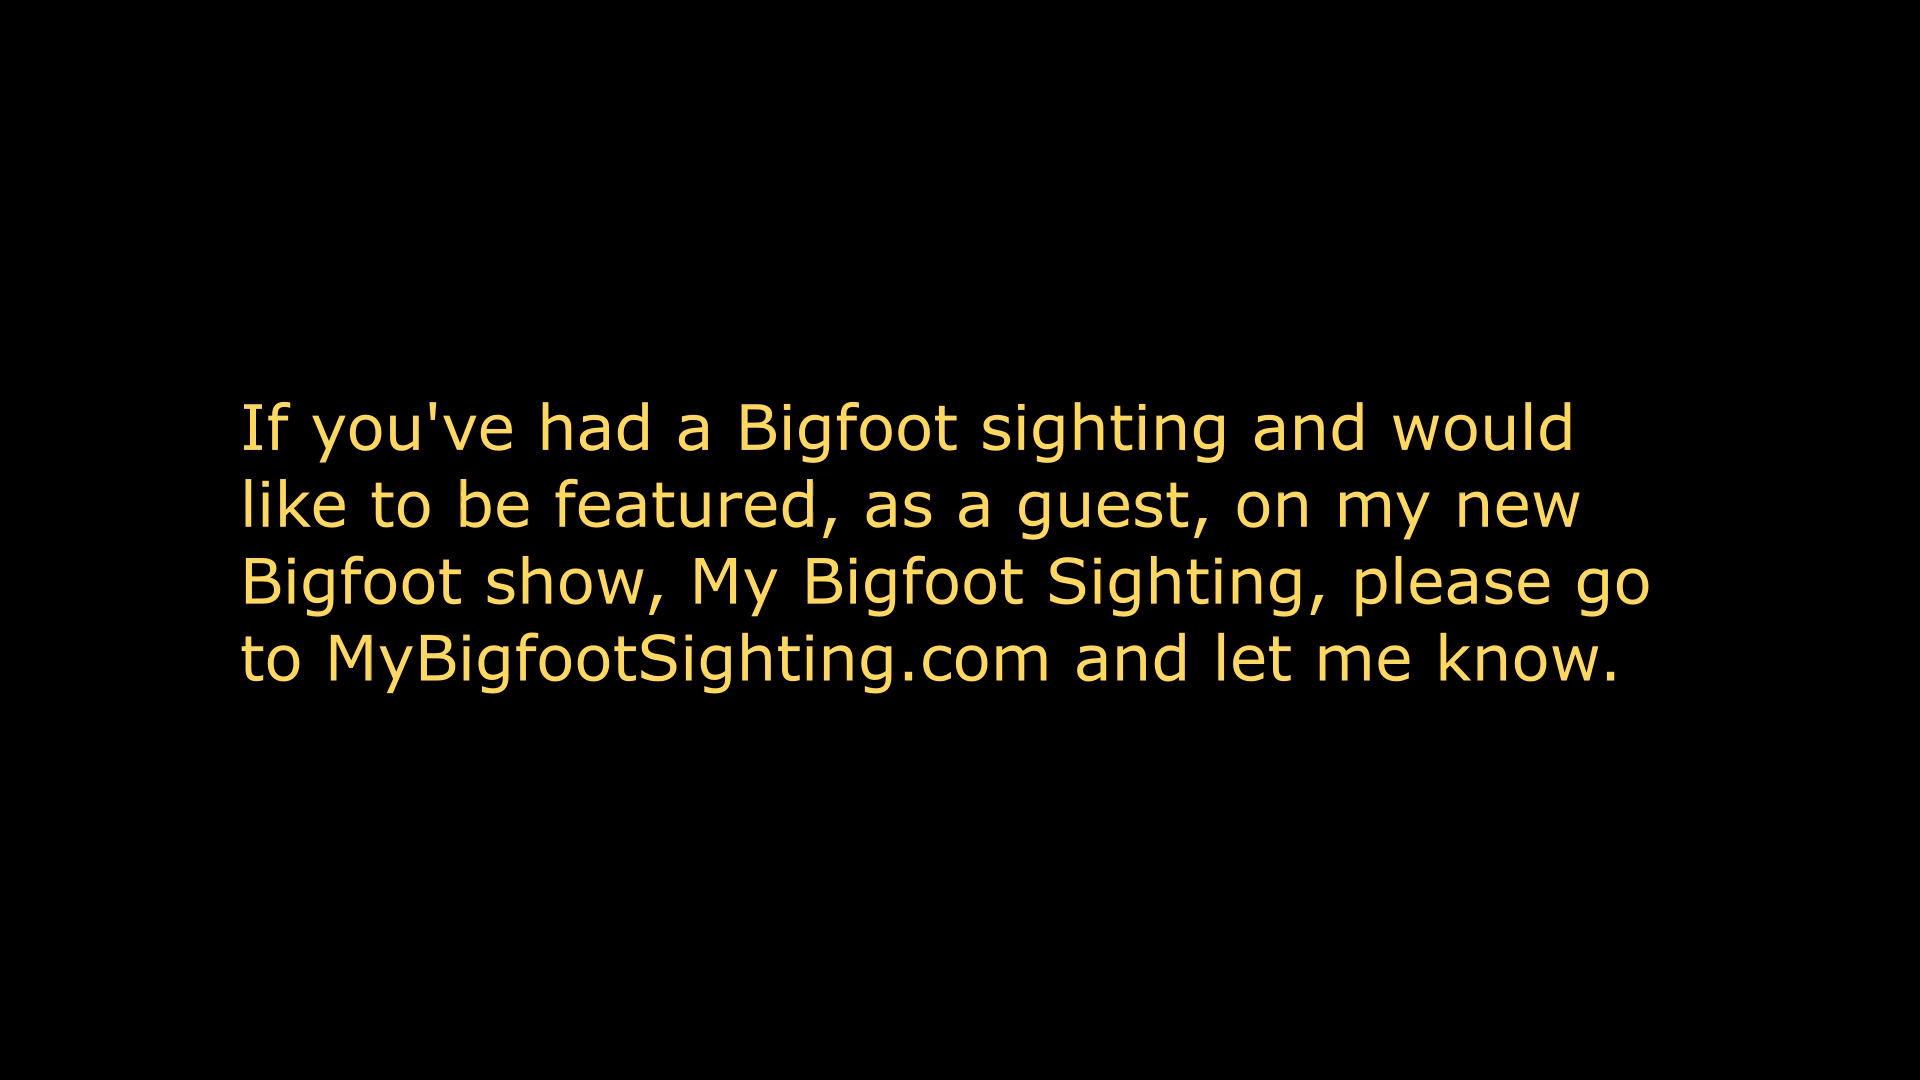 If you've had a Bigfoot sighting and would
like to be featured, as a guest, on my new
Bigfoot show, My Bigfoot Sighting, please go
to MyBigfootSighting.com and let me know.